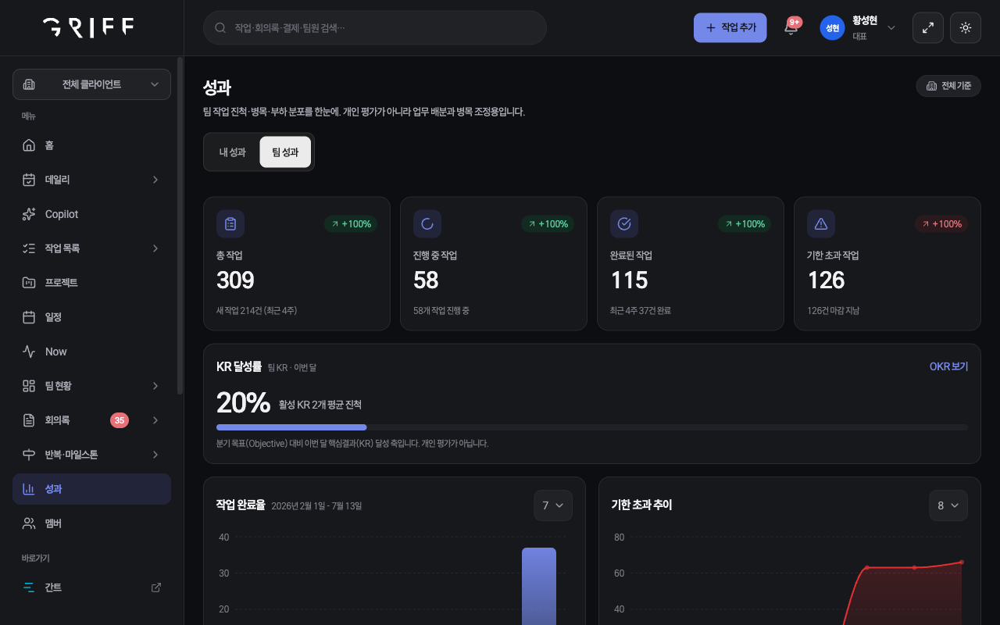 GRIFF
작업·회의록·결제·팀원 검색…
작업 추가
9+
성현
황성현
대표
전체 클라이언트
메뉴
홈
데일리
Copilot
작업 목록
프로젝트
일정
Now
팀 현황
회의록
35
반복·마일스톤
성과
멤버
바로가기
간트
성과
전체 기준
팀 작업 진척·병목·부하 분포를 한눈에. 개인 평가가 아니라 업무 배분과 병목 조정용입니다.
내 성과
팀 성과
+100%
총 작업
309
새 작업 214건 (최근 4주)
+100%
진행 중 작업
58
58개 작업 진행 중
+100%
완료된 작업
115
최근 4주 37건 완료
+100%
기한 초과 작업
126
126건 마감 지남
KR 달성률 팀 KR · 이번 달
OKR 보기
20% 활성 KR 2개 평균 진척
분기 목표(Objective) 대비 이번 달 핵심결과(KR) 달성 축입니다. 개인 평가가 아닙니다.
작업 완료율 2026년 2월 1일 - 7월 13일
7
40
30
20
기한 초과 추이
8
80
60
40